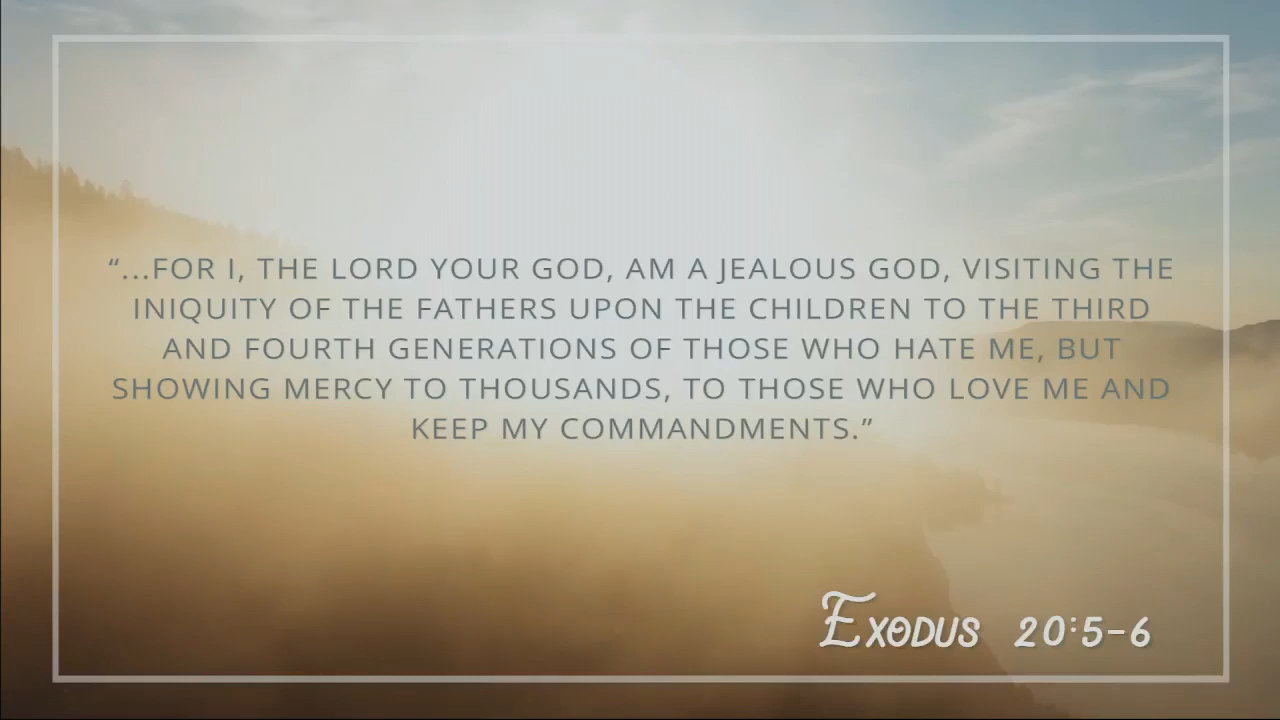 “...FOR I, THE LORD YOUR GOD, AM A JEALOUS GOD, VISITING THE
INIQUITY OF THE FATHERS UPON THE CHILDREN TO THE THIRD
AND FOURTH GENERATIONS OF THOSE WHO HATE ME, BUT
SHOWING MERCY TO THOUSANDS, TO THOSE WHO LOVE ME AND
KEEP MY COMMANDMENTS.”
EXODUS 20:5-6